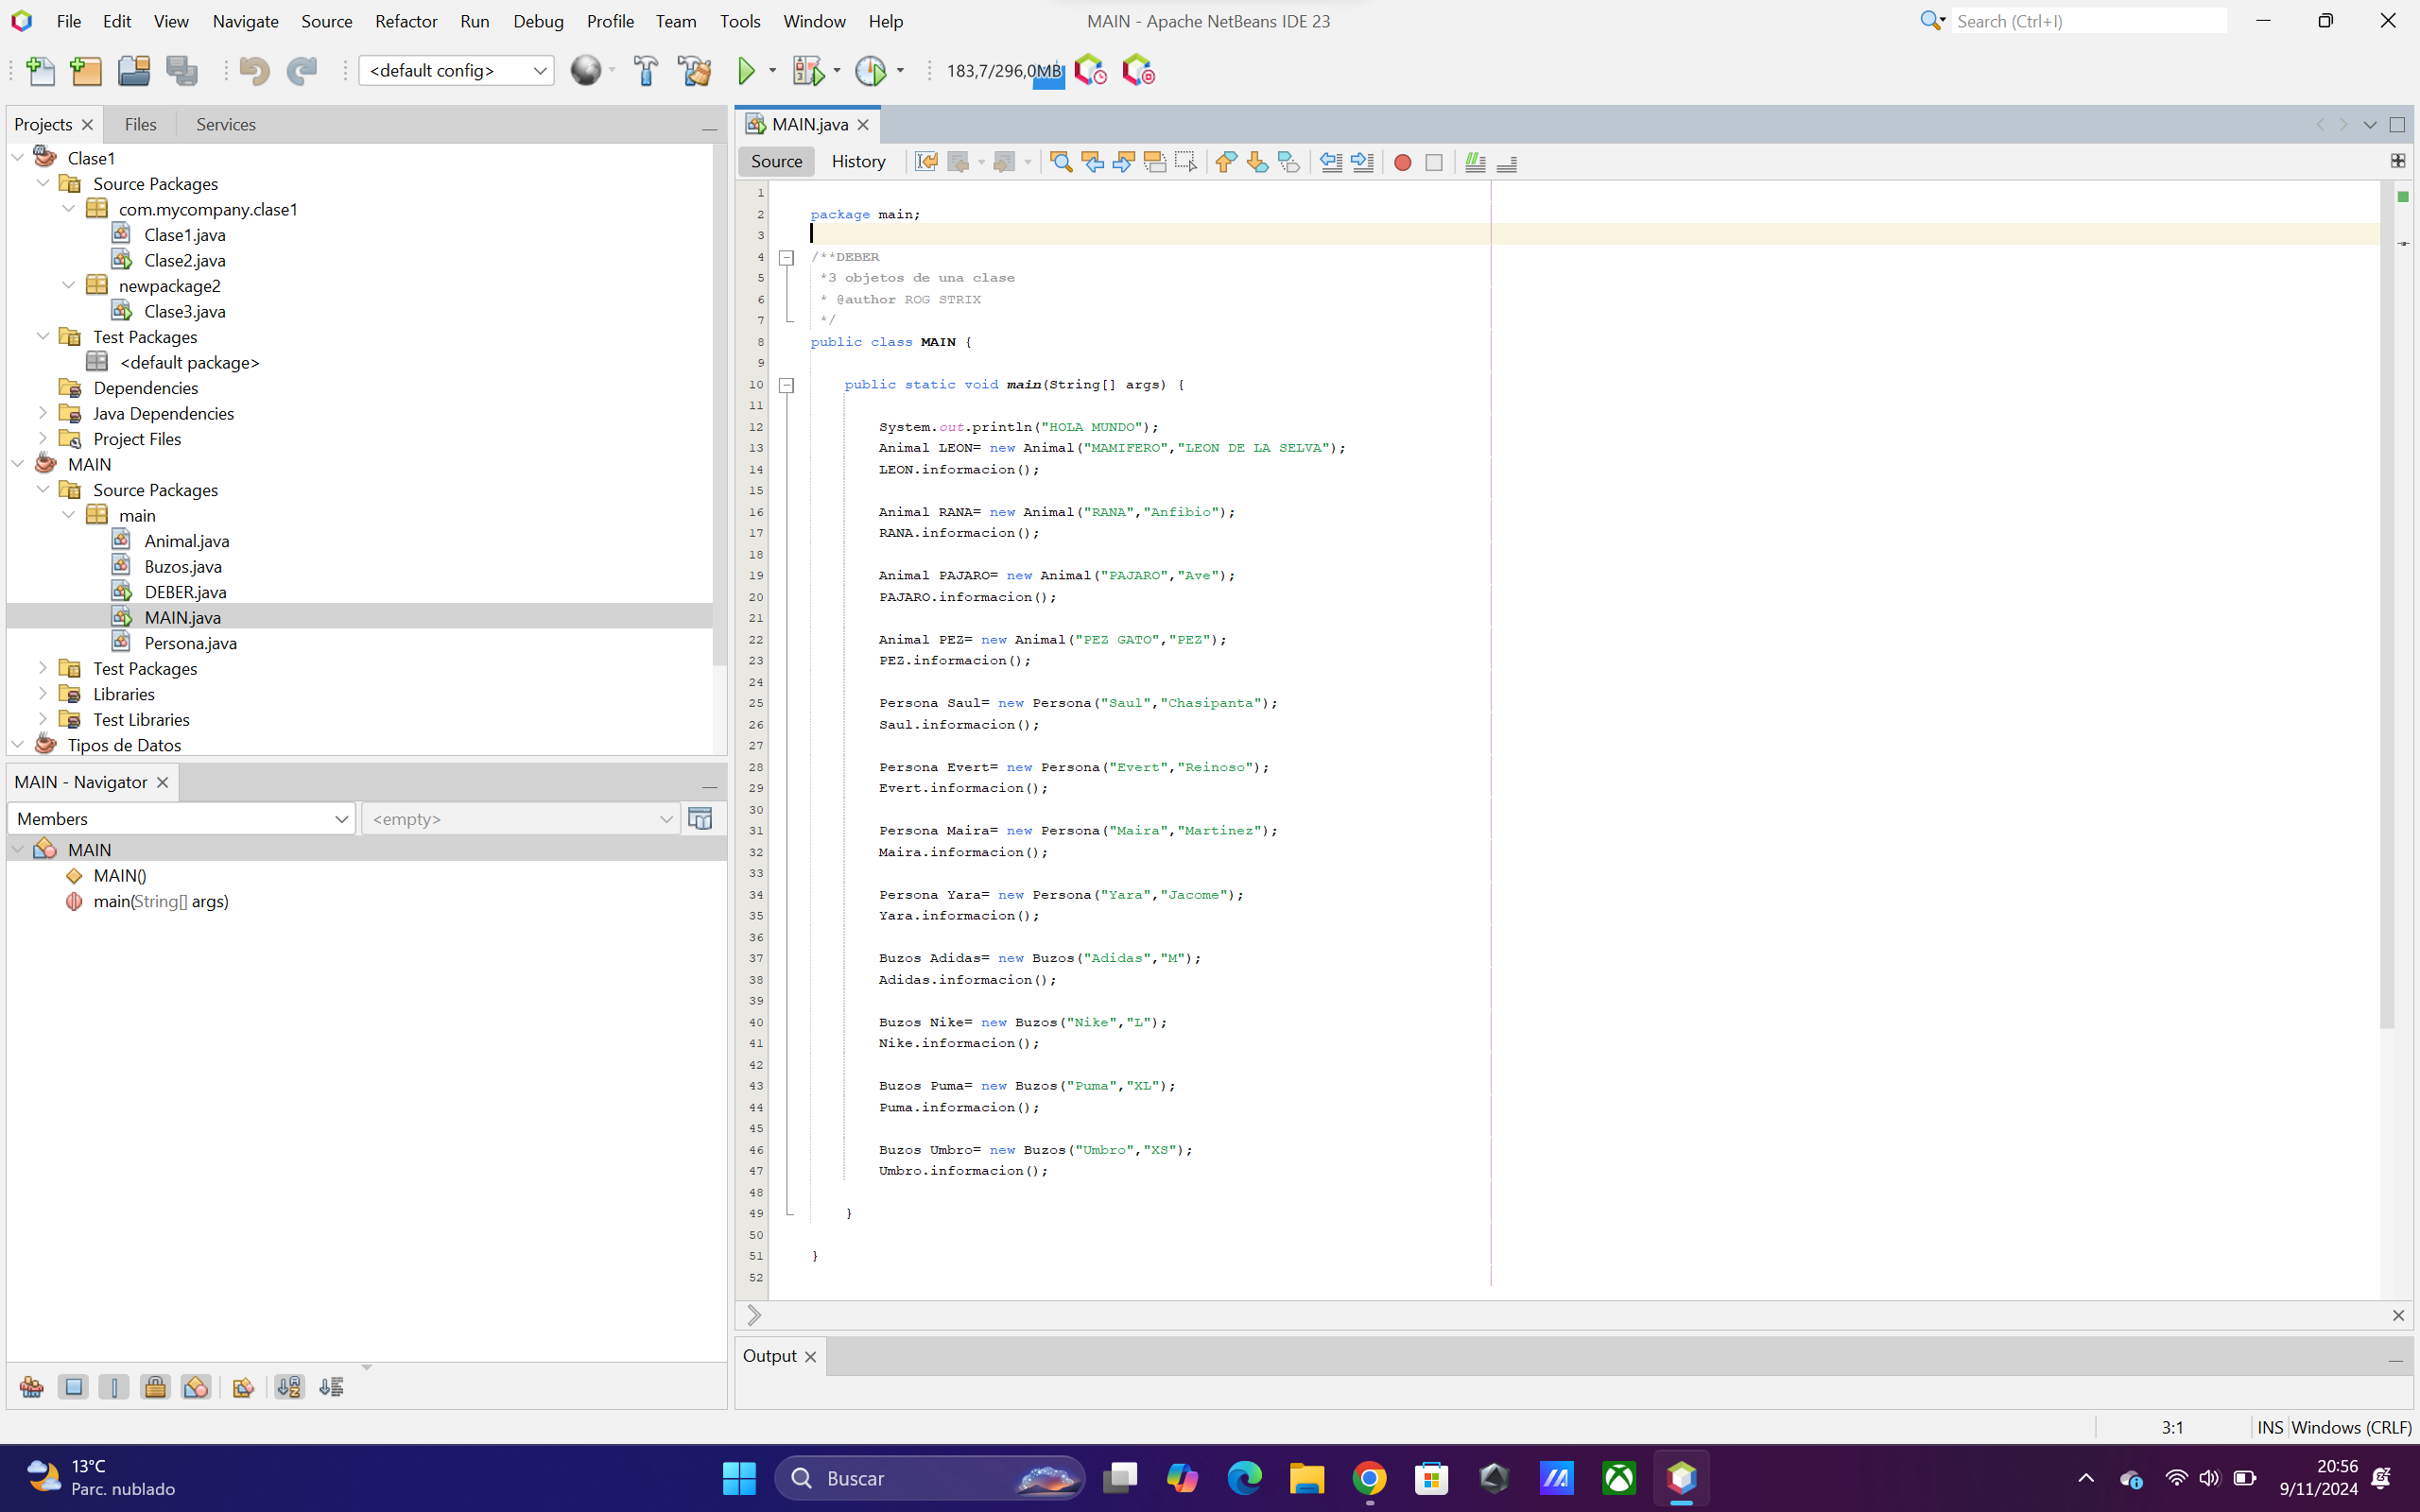 File Edit View Navigate Source Refactor Run Debug Profile Team Tools Window Help
MAIN - Apache NetBeans IDE 23
Search (Ctrl+I)
<default config>
183,7/296,0MB
Projects Files Services
Clase1
Source Packages
com.mycompany.clase1
Clase1.java
Clase2.java
newpackage2
Clase3.java
Test Packages
<default package>
Dependencies
Java Dependencies
Project Files
MAIN
Source Packages
main
Animal.java
Buzos.java
DEBER.java
MAIN.java
Persona.java
Test Packages
Libraries
Test Libraries
Tipos de Datos
MAIN - Navigator
Members <empty>
MAIN
MAIN()
main(String[] args)
MAIN.java
Source History
1
2 package main;
3
4 /**DEBER
5 *3 objetos de una clase
6 * @author ROG STRIX
7 */
8 public class MAIN {
9
10 public static void main(String[] args) {
11
12 System.out.println("HOLA MUNDO");
13 Animal LEON= new Animal("MAMIFERO","LEON DE LA SELVA");
14 LEON.informacion();
15
16 Animal RANA= new Animal("RANA","Anfibio");
17 RANA.informacion();
18
19 Animal PAJARO= new Animal("PAJARO","Ave");
20 PAJARO.informacion();
21
22 Animal PEZ= new Animal("PEZ GATO","PEZ");
23 PEZ.informacion();
24
25 Persona Saul= new Persona("Saul","Chasipanta");
26 Saul.informacion();
27
28 Persona Evert= new Persona("Evert","Reinoso");
29 Evert.informacion();
30
31 Persona Maira= new Persona("Maira","Martinez");
32 Maira.informacion();
33
34 Persona Yara= new Persona("Yara","Jacome");
35 Yara.informacion();
36
37 Buzos Adidas= new Buzos("Adidas","M");
38 Adidas.informacion();
39
40 Buzos Nike= new Buzos("Nike","L");
41 Nike.informacion();
42
43 Buzos Puma= new Buzos("Puma","XL");
44 Puma.informacion();
45
46 Buzos Umbro= new Buzos("Umbro","XS");
47 Umbro.informacion();
48
49 }
50
51 }
52
Output
3:1 INS Windows (CRLF)
13°C
Parc. nublado
Buscar
20:56
9/11/2024